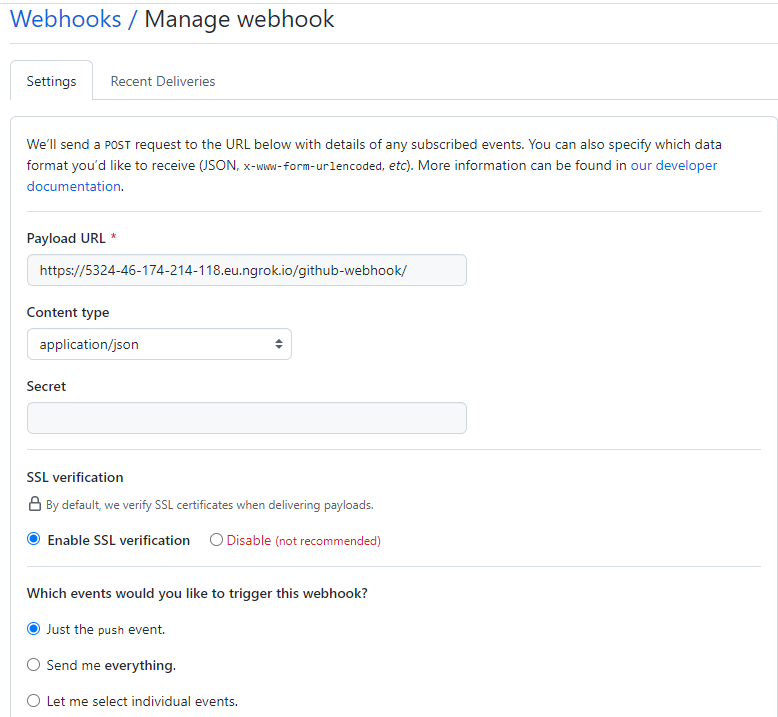 Webhooks / Manage webhook
Settings
Recent Deliveries
We’ll send a POST request to the URL below with details of any subscribed events. You can also specify which data
format you’d like to receive (JSON, x-www-form-urlencoded, etc). More information can be found in our developer
documentation.
Payload URL *
https://5324-46-174-214-118.eu.ngrok.io/github-webhook/
Content type
application/json
Secret
SSL verification
By default, we verify SSL certificates when delivering payloads.
Enable SSL verification
Disable (not recommended)
Which events would you like to trigger this webhook?
Just the push event.
Send me everything.
Let me select individual events.